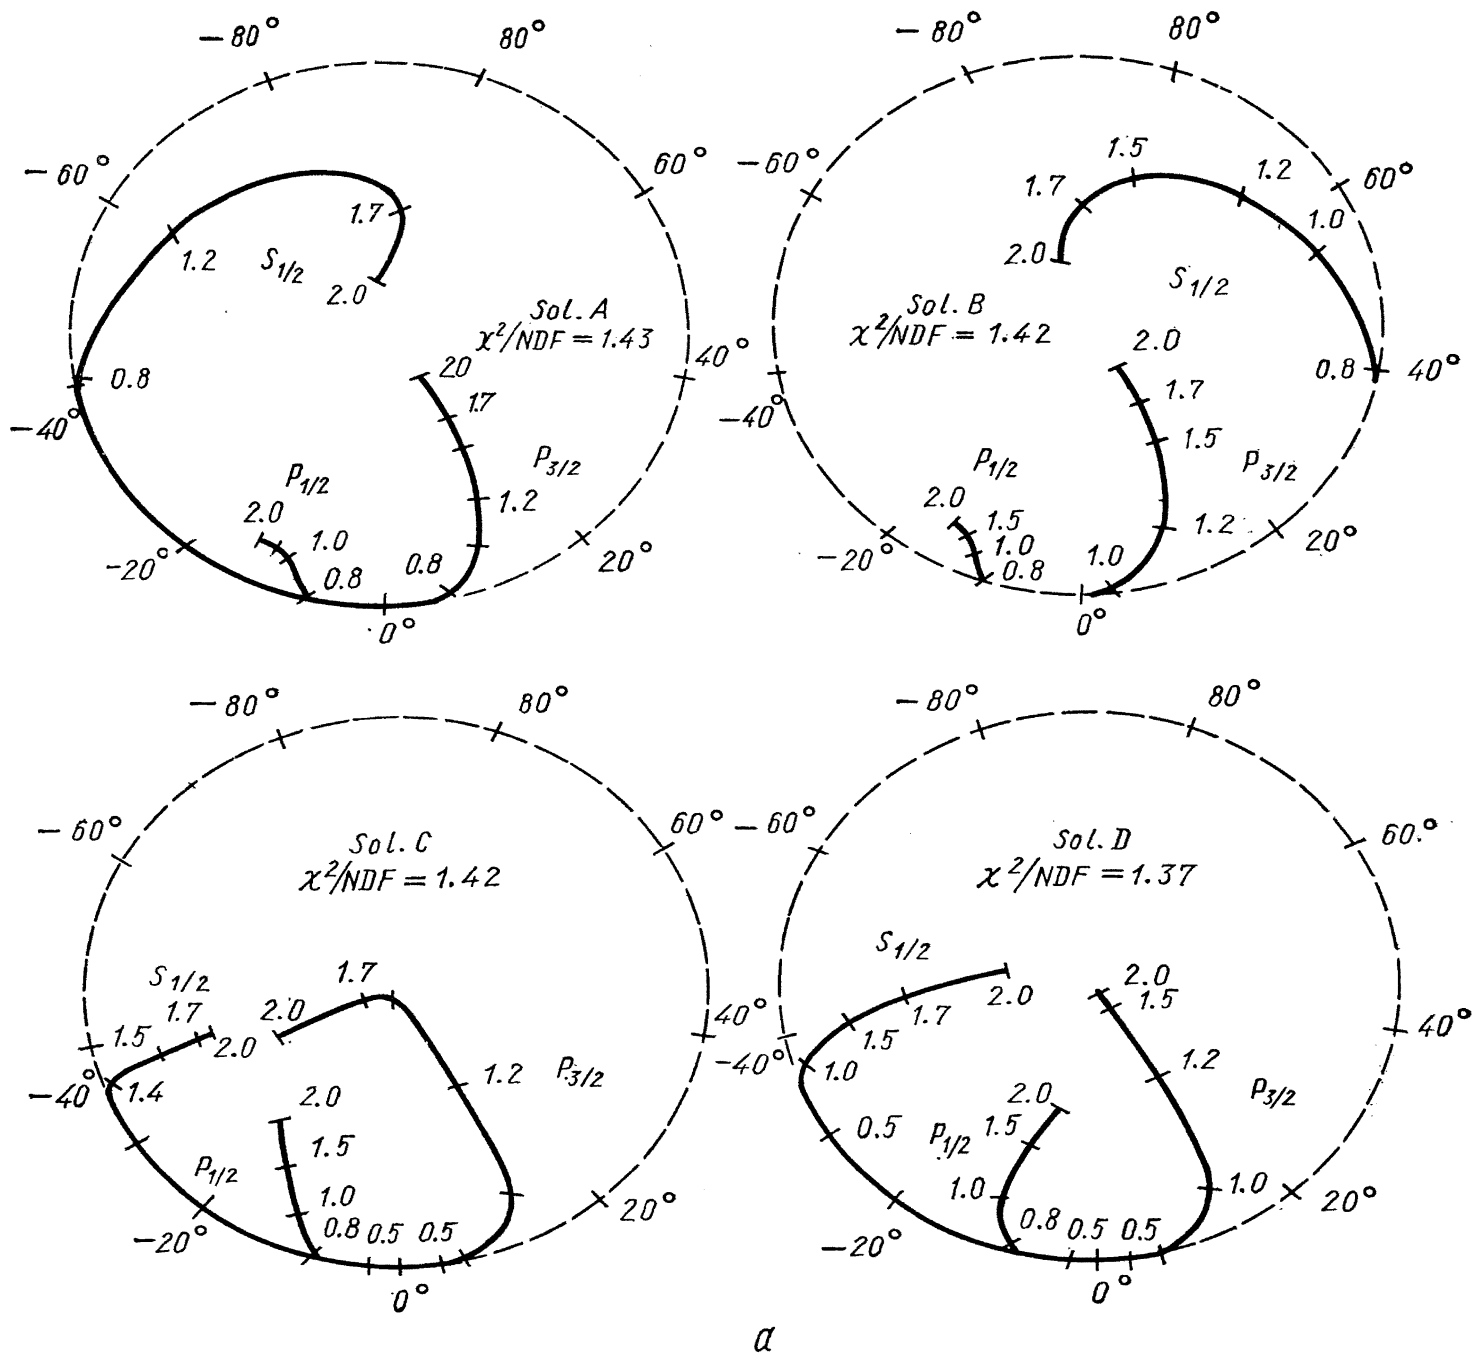 −80° 80° −80° 80°
−60° 60° −60° 60°
1.5 1.2
1.7 1.7 1.0
1.2 S1/2 2.0 2.0 S1/2
Sol. A Sol. B
χ²/NDF = 1.43 χ²/NDF = 1.42
0.8 20 40° 2.0 0.8 40°
−40° 1.7 −40° 1.7
1.5
P1/2 P3/2 P1/2 P3/2
2.0 1.2 2.0 1.5 1.2
−20° 1.0 20° −20° 1.0 20°
0.8 0.8 0.8 1.0
0° 0°
−80° 80° −80° 80°
−60° 60° −60° 60.°
Sol. C Sol. D
χ²/NDF = 1.42 χ²/NDF = 1.37
S1/2 1.7 S1/2 2.0
1.5 1.7 2.0 2.0 40° 2.0 1.5 40°
1.7
1.5
−40° 1.4 1.2 P3/2 −40° 1.0 1.2 P3/2
2.0 2.0
P1/2 1.5 0.5 P1/2 1.5
1.0 20° 1.0 1.0 20°
−20° 0.8 0.5 0.5 −20° 0.8 0.5 0.5
0° 0°
a